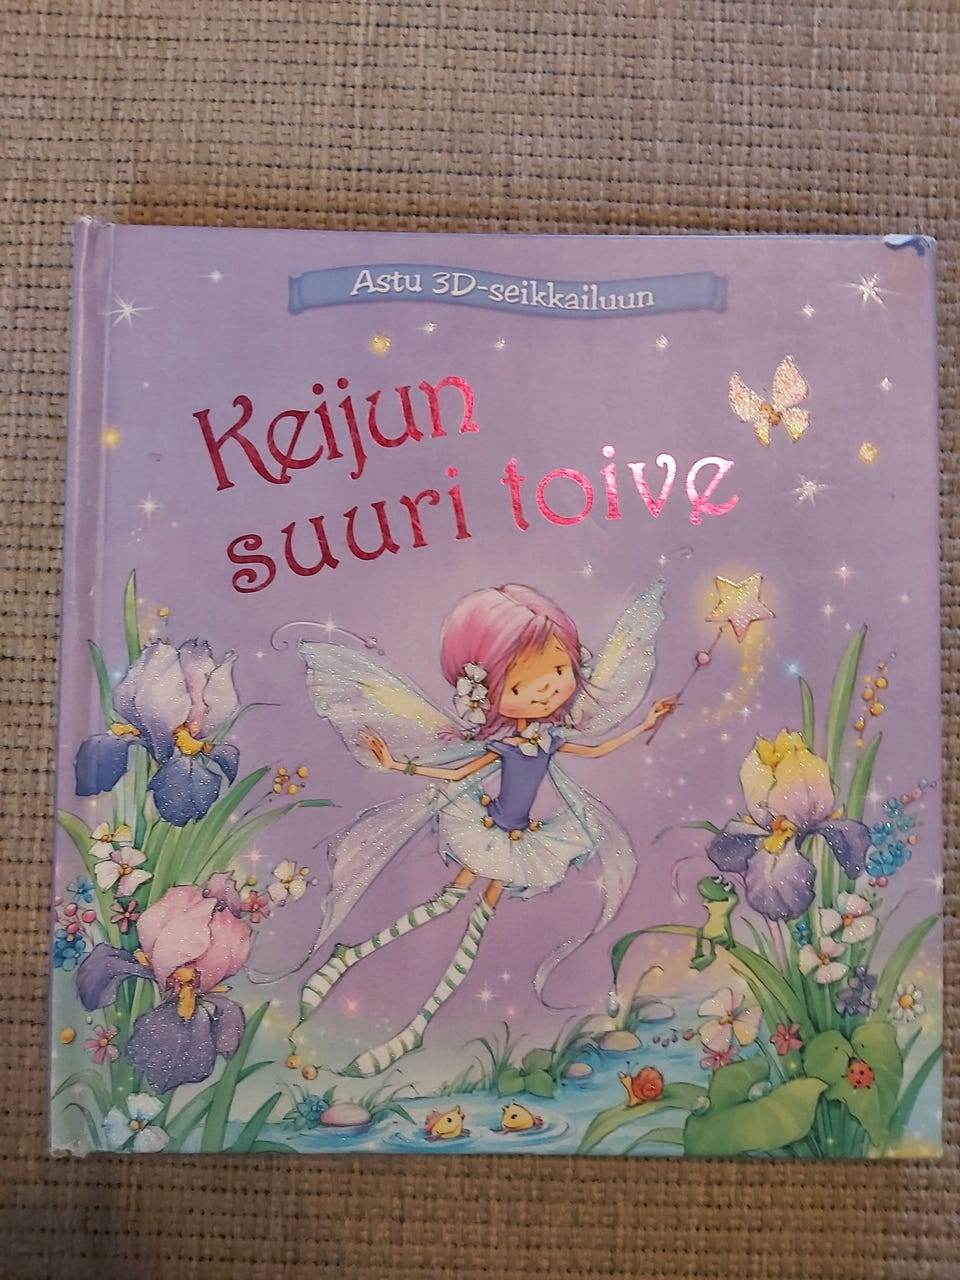 Astu 3D-seikkailuun
Keijun
suuri toive